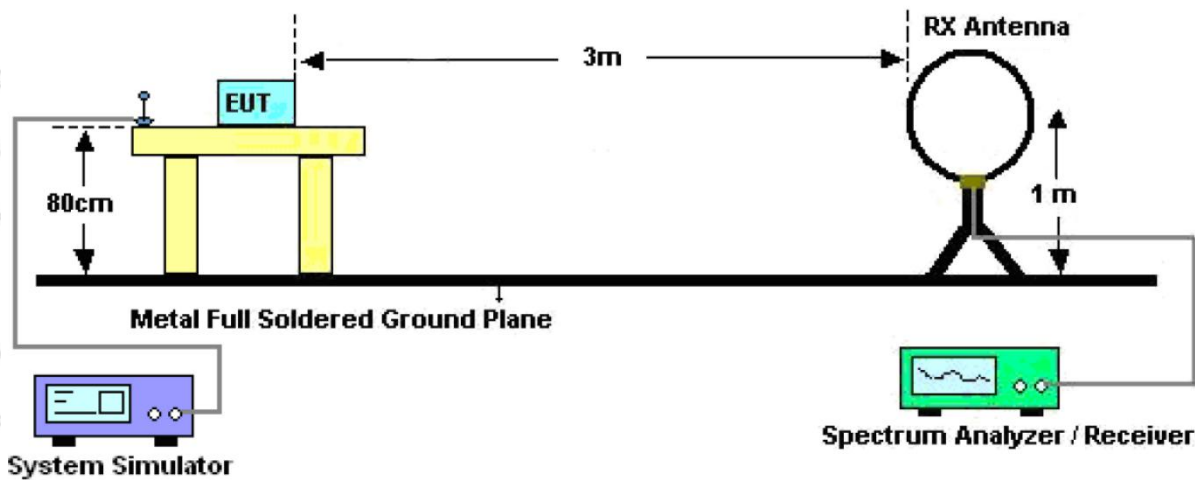 RX Antenna
3m
EUT
80cm
1 m
Metal Full Soldered Ground Plane
System Simulator
Spectrum Analyzer / Receiver